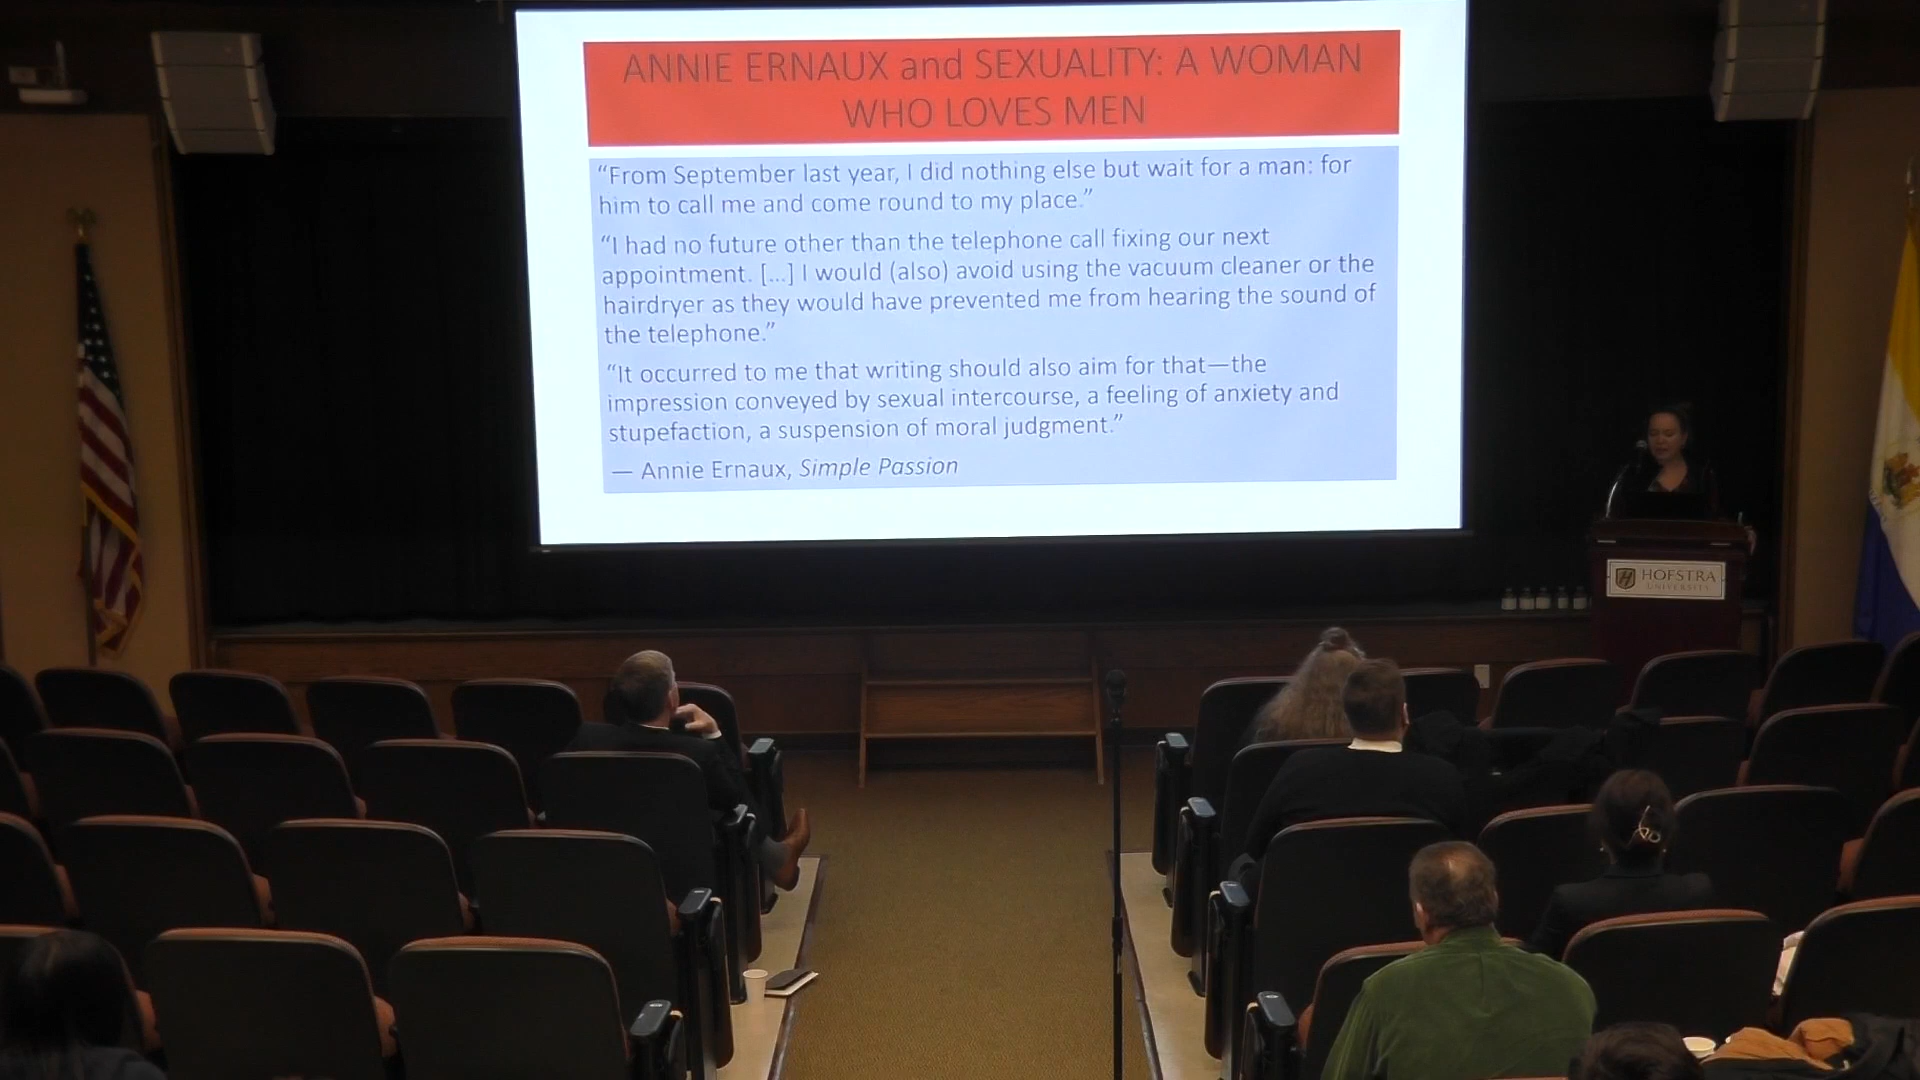 ANNIE ERNAUX and SEXUALITY: A WOMAN
WHO LOVES MEN
“From September last year, I did nothing else but wait for a man: for
him to call me and come round to my place.”
“I had no future other than the telephone call fixing our next
appointment. [...] I would (also) avoid using the vacuum cleaner or the
hairdryer as they would have prevented me from hearing the sound of
the telephone.”
“It occurred to me that writing should also aim for that—the
impression conveyed by sexual intercourse, a feeling of anxiety and
stupefaction, a suspension of moral judgment.”
— Annie Ernaux, Simple Passion
HOFSTRA
UNIVERSITY